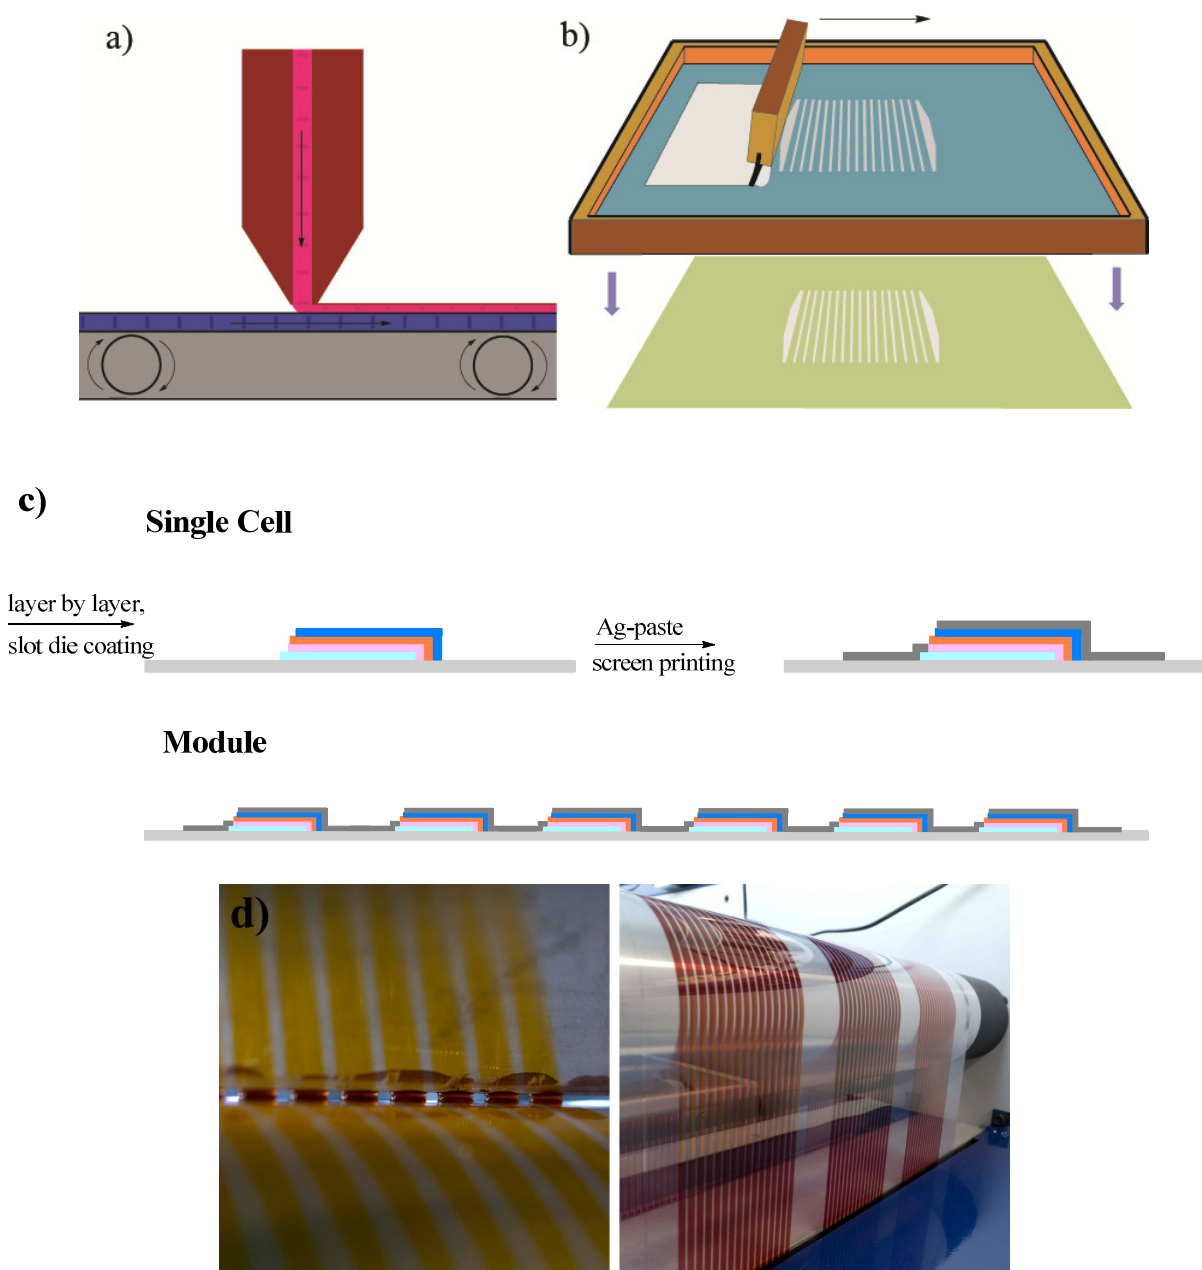 a)
b)
c)
Single Cell
layer by layer,
slot die coating
Ag-paste
screen printing
Module
d)